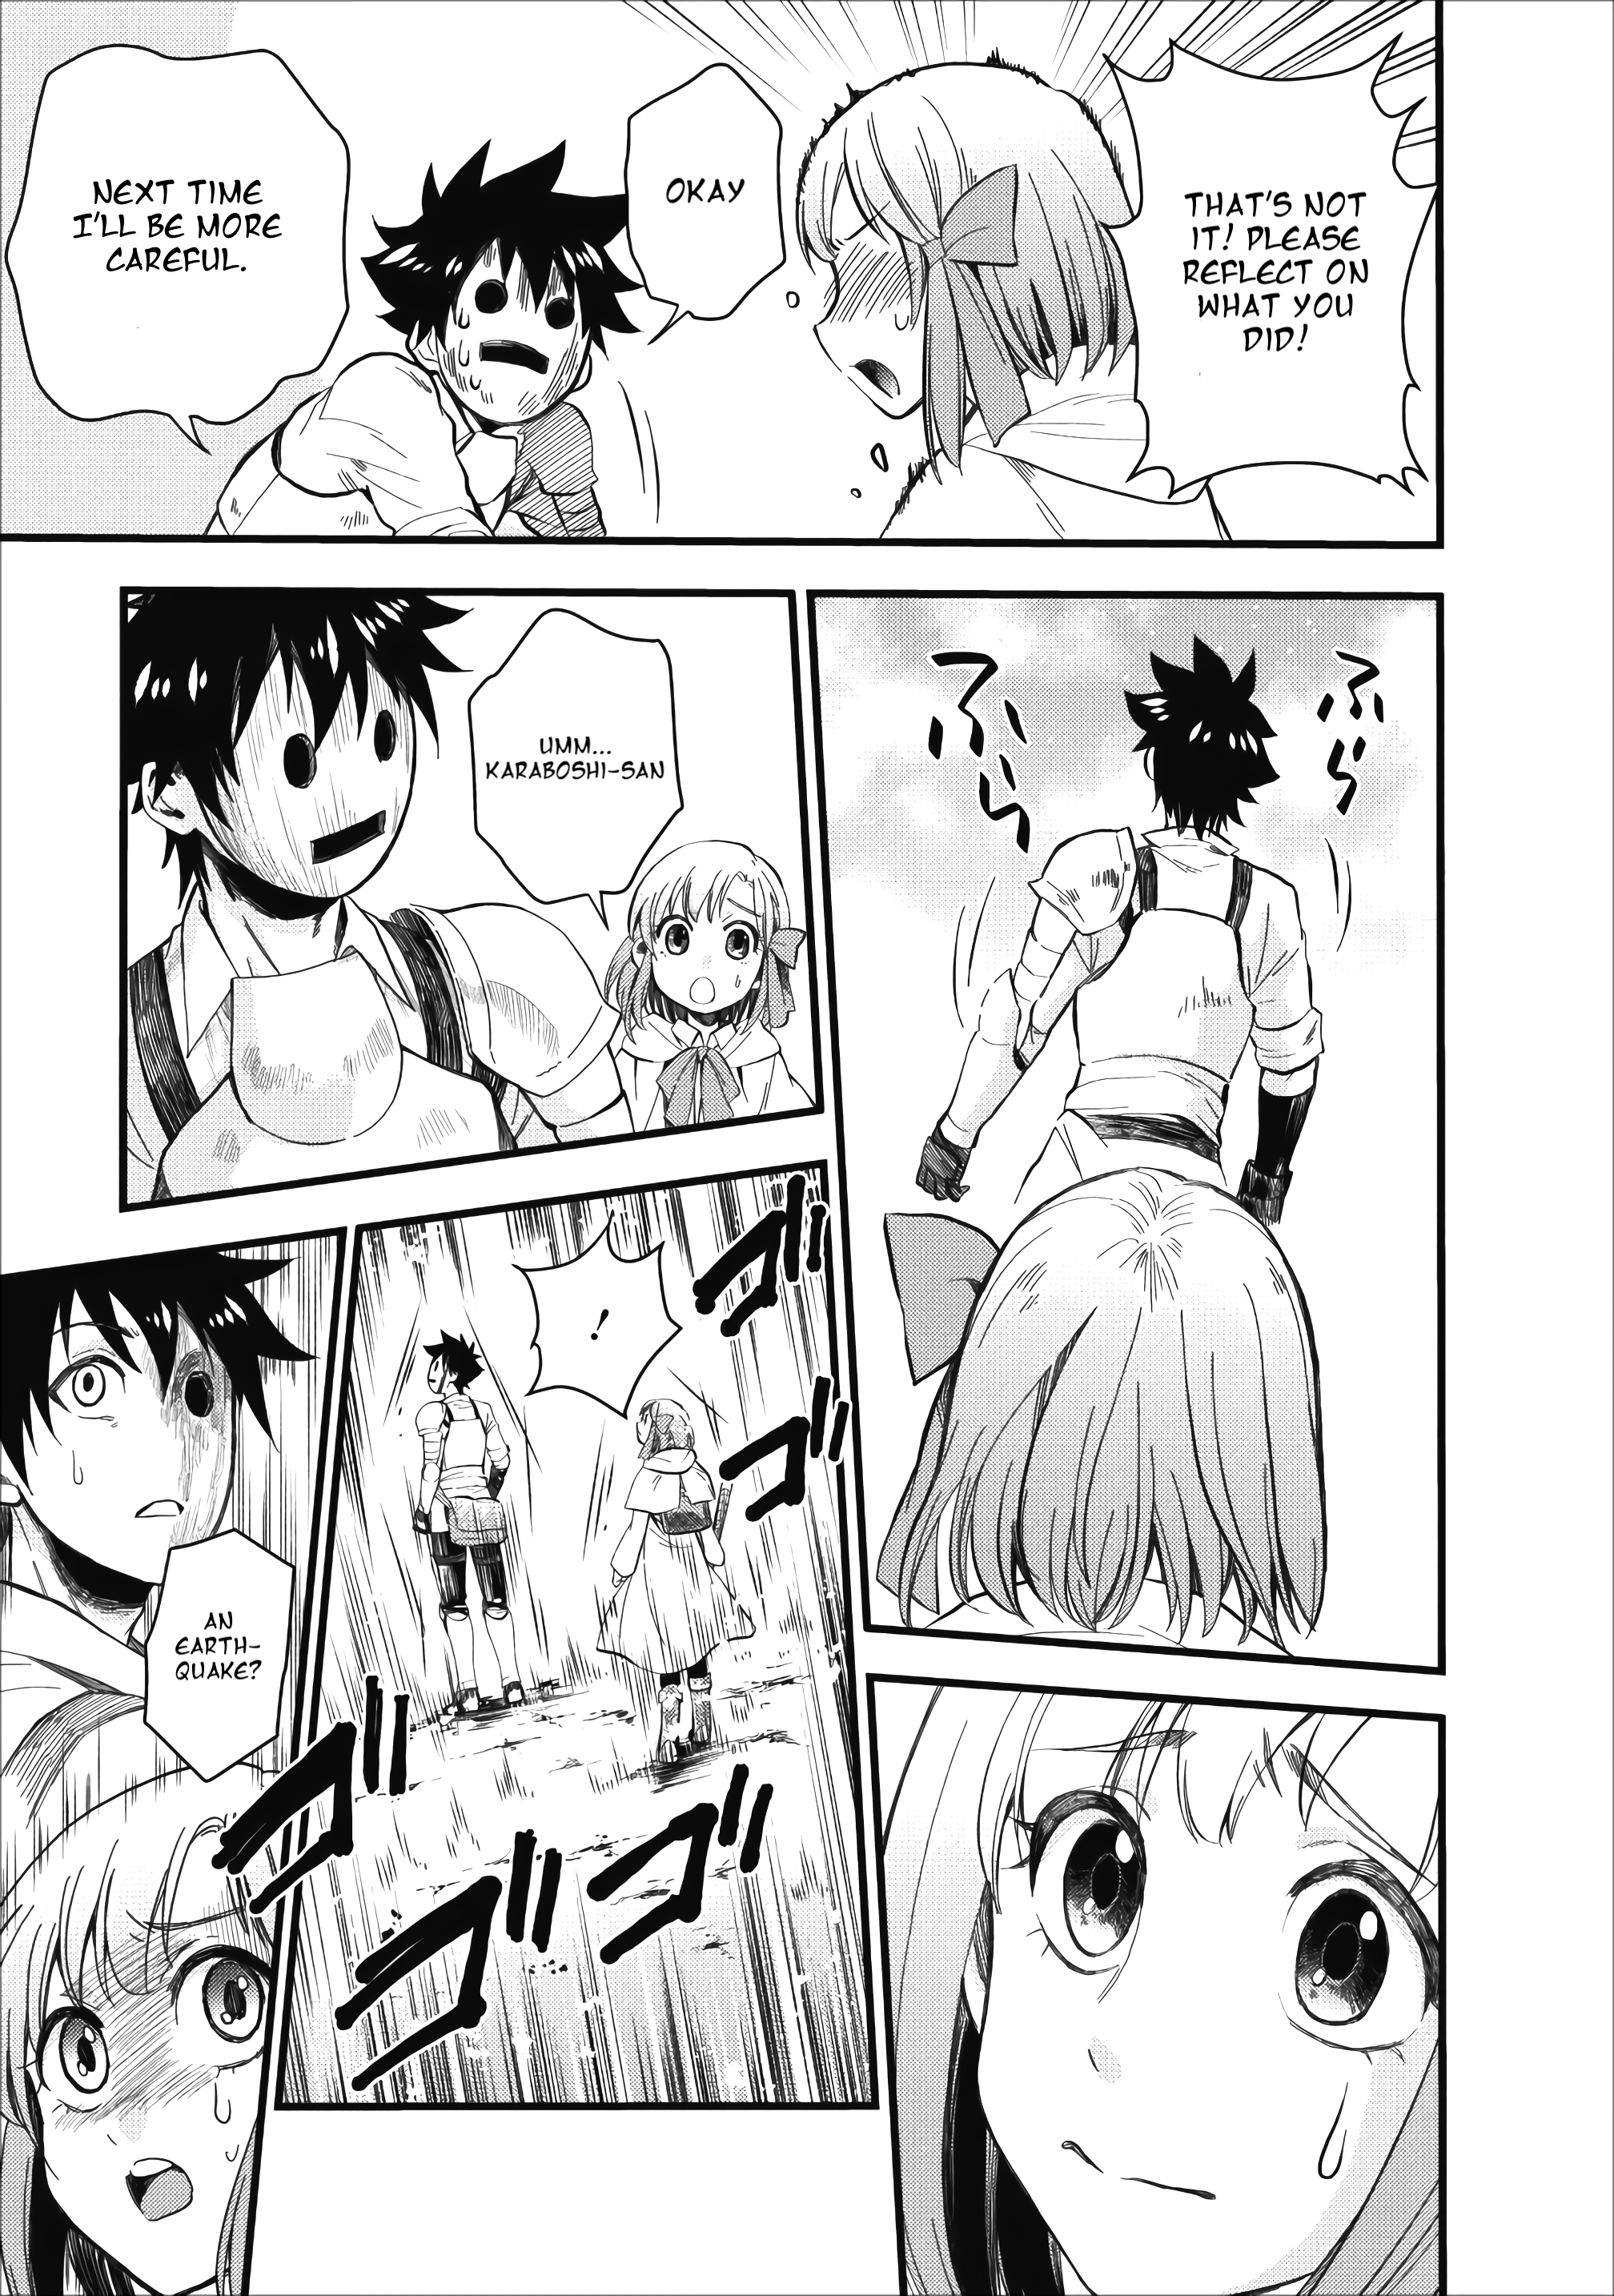 THAT'S NOT
IT! PLEASE
REFLECT ON
WHAT YOU
DID!
OKAY
NEXT TIME
I'LL BE MORE
CAREFUL.
ふら
ふら
UMM...
KARABOSHI-SAN
!
ゴ
ゴ
ゴ
ゴ
ゴ
AN
EARTH-
QUAKE?